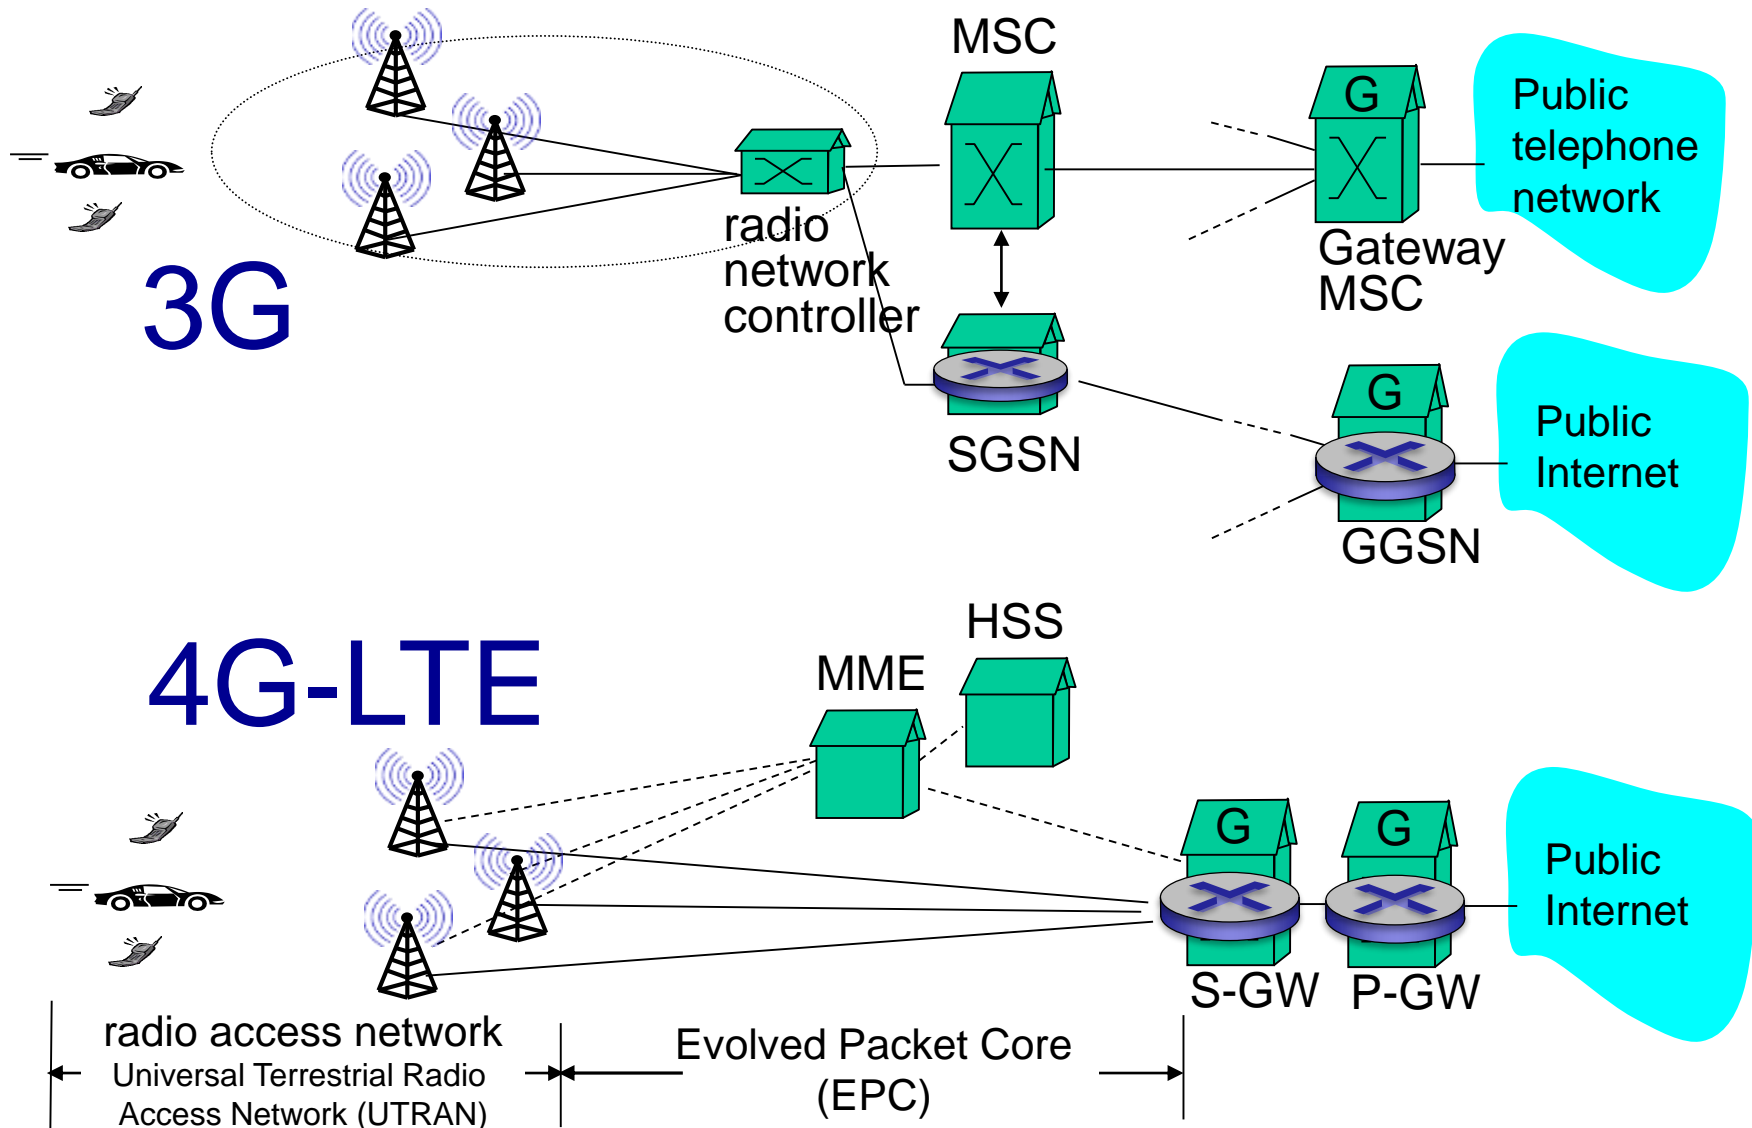 MSC
G
Public
telephone
network
radio
network
controller
Gateway
MSC
3G
SGSN
G
Public
Internet
GGSN
4G-LTE
HSS
MME
G
G
Public
Internet
S-GW
P-GW
radio access network
Universal Terrestrial Radio
Access Network (UTRAN)
Evolved Packet Core
(EPC)